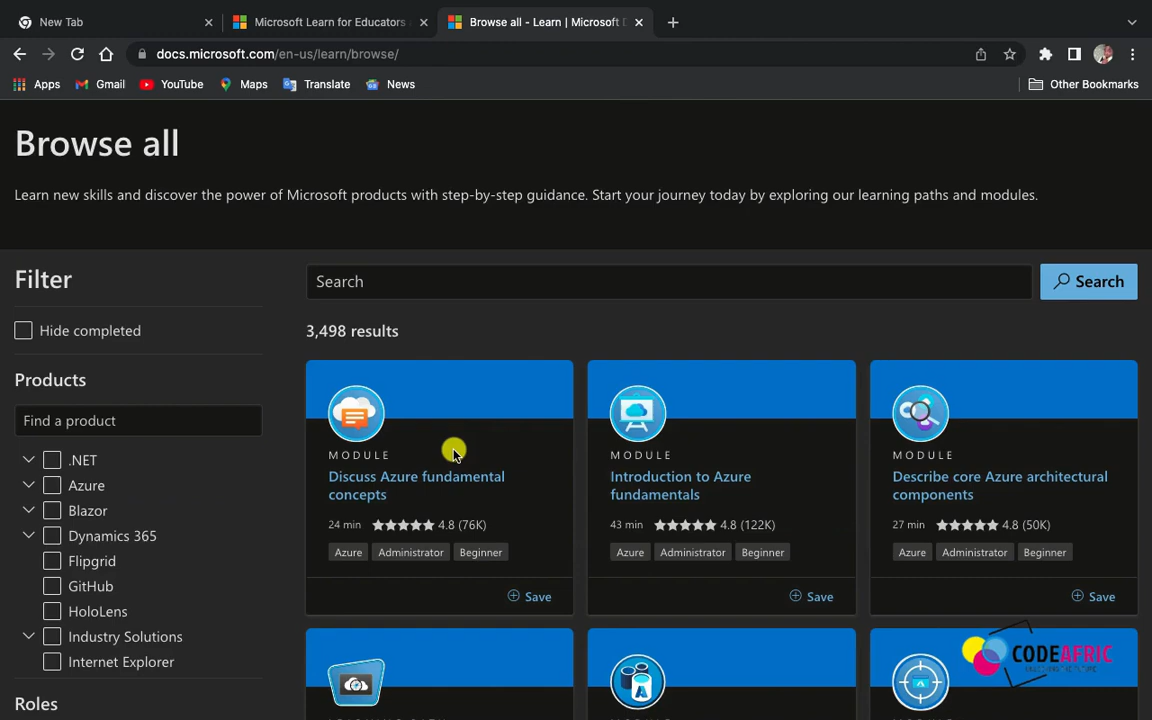 New Tab
Microsoft Learn for Educators
Browse all - Learn | Microsoft D
docs.microsoft.com/en-us/learn/browse/
Apps Gmail YouTube Maps Translate News Other Bookmarks
Browse all
Learn new skills and discover the power of Microsoft products with step-by-step guidance. Start your journey today by exploring our learning paths and modules.
Filter
Search
Search
Hide completed
3,498 results
Products
Find a product
.NET
Azure
Blazor
Dynamics 365
Flipgrid
GitHub
HoloLens
Industry Solutions
Internet Explorer
Roles
MODULE
Discuss Azure fundamental
concepts
24 min 4.8 (76K)
Azure Administrator Beginner
Save
MODULE
Introduction to Azure
fundamentals
43 min 4.8 (122K)
Azure Administrator Beginner
Save
MODULE
Describe core Azure architectural
components
27 min 4.8 (50K)
Azure Administrator Beginner
Save
CODEAFRIC